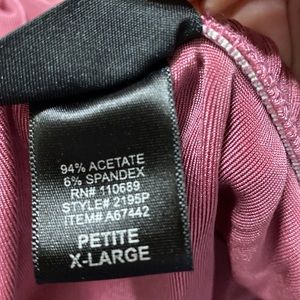 94% ACETATE
6% SPANDEX
RN# 110689
STYLE# 2195P
ITEM# A67442
PETITE
X-LARGE